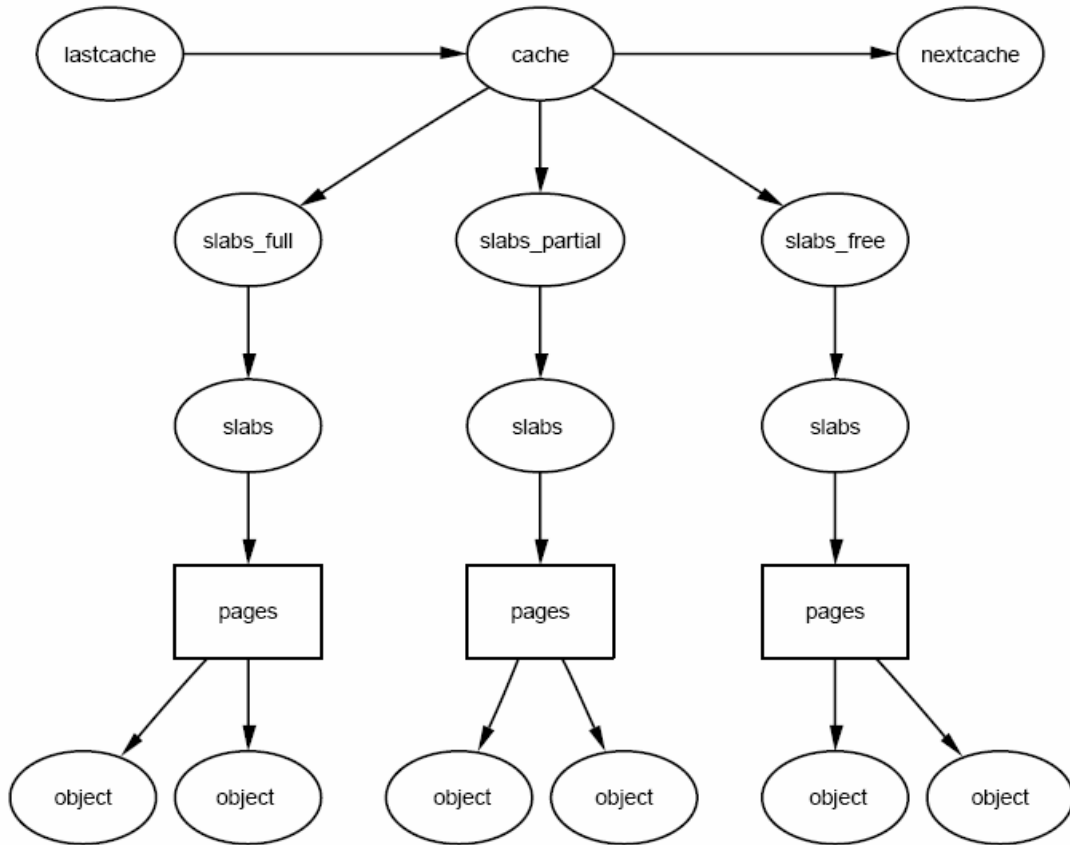 lastcache
cache
nextcache
slabs_full
slabs_partial
slabs_free
slabs
slabs
slabs
pages
pages
pages
object
object
object
object
object
object